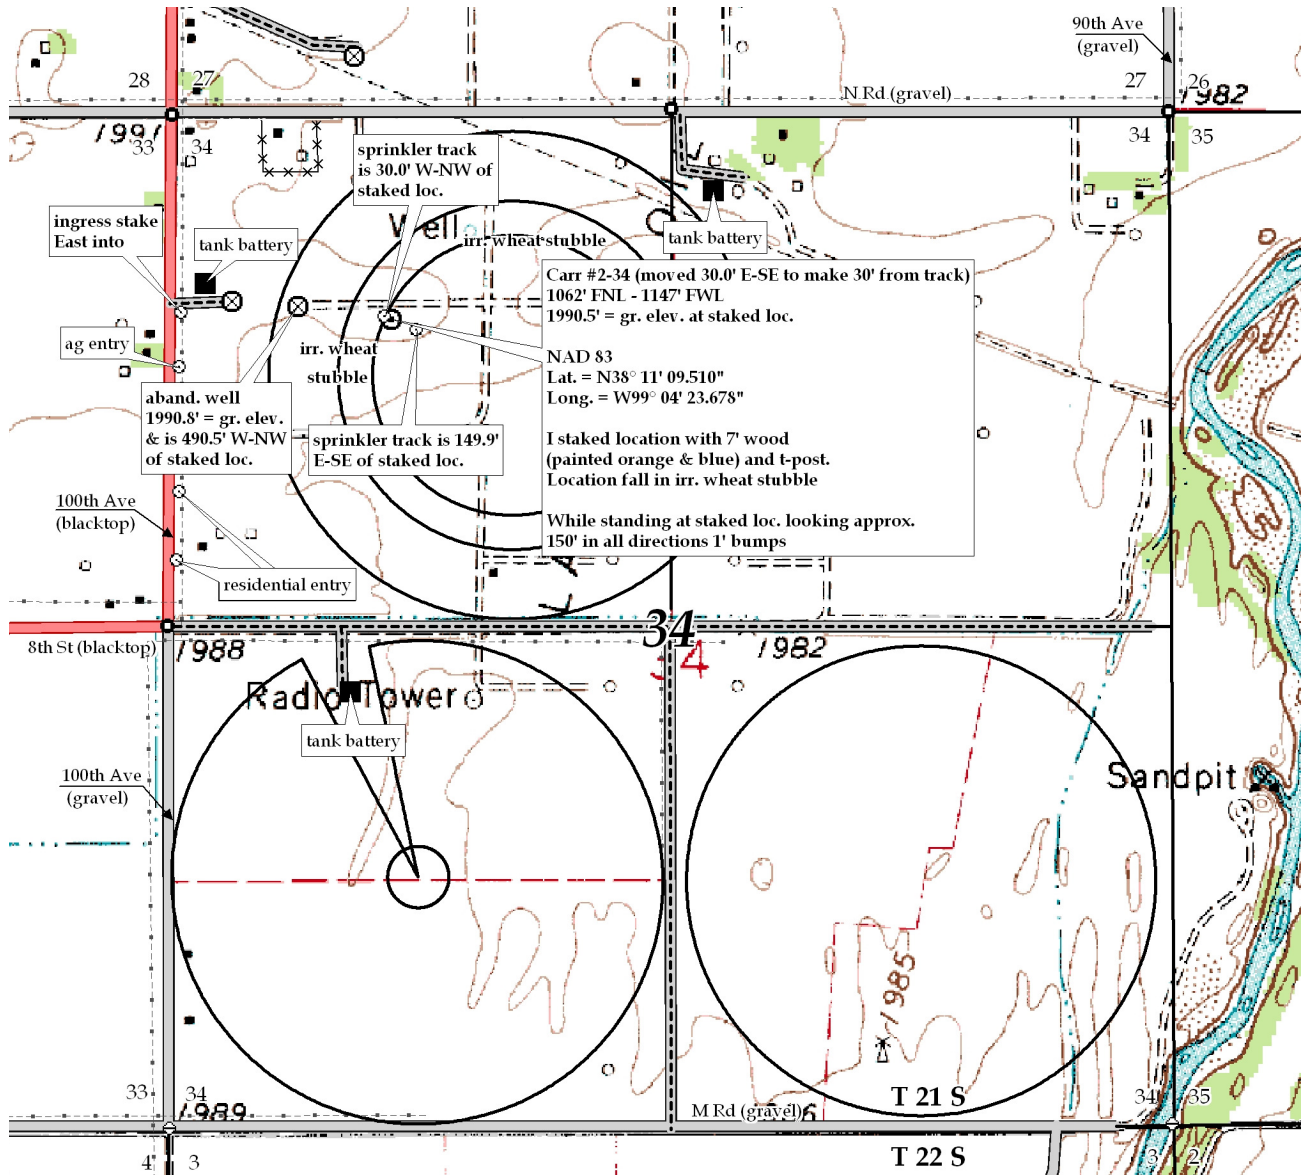 90th Ave
(gravel)
28
27
27
26
N Rd (gravel)
1982
1991
33
34
34
35
sprinkler track
is 30.0' W-NW of
staked loc.
ingress stake
East into
tank battery
Well
irr. wheat stubble
tank battery
Carr #2-34 (moved 30.0' E-SE to make 30' from track)
1062' FNL - 1147' FWL
1990.5' = gr. elev. at staked loc.
NAD 83
Lat. = N38° 11' 09.510"
Long. = W99° 04' 23.678"
I staked location with 7' wood
(painted orange & blue) and t-post.
Location fall in irr. wheat stubble
While standing at staked loc. looking approx.
150' in all directions 1' bumps
ag entry
irr. wheat
stubble
aband. well
1990.8' = gr. elev.
& is 490.5' W-NW
of staked loc.
sprinkler track is 149.9'
E-SE of staked loc.
100th Ave
(blacktop)
residential entry
34
8th St (blacktop)
1988
1982
Radio Tower
tank battery
100th Ave
(gravel)
Sandpit
1985
33
34
T 21 S
34
35
1989
M Rd (gravel)
4
3
T 22 S
3
2